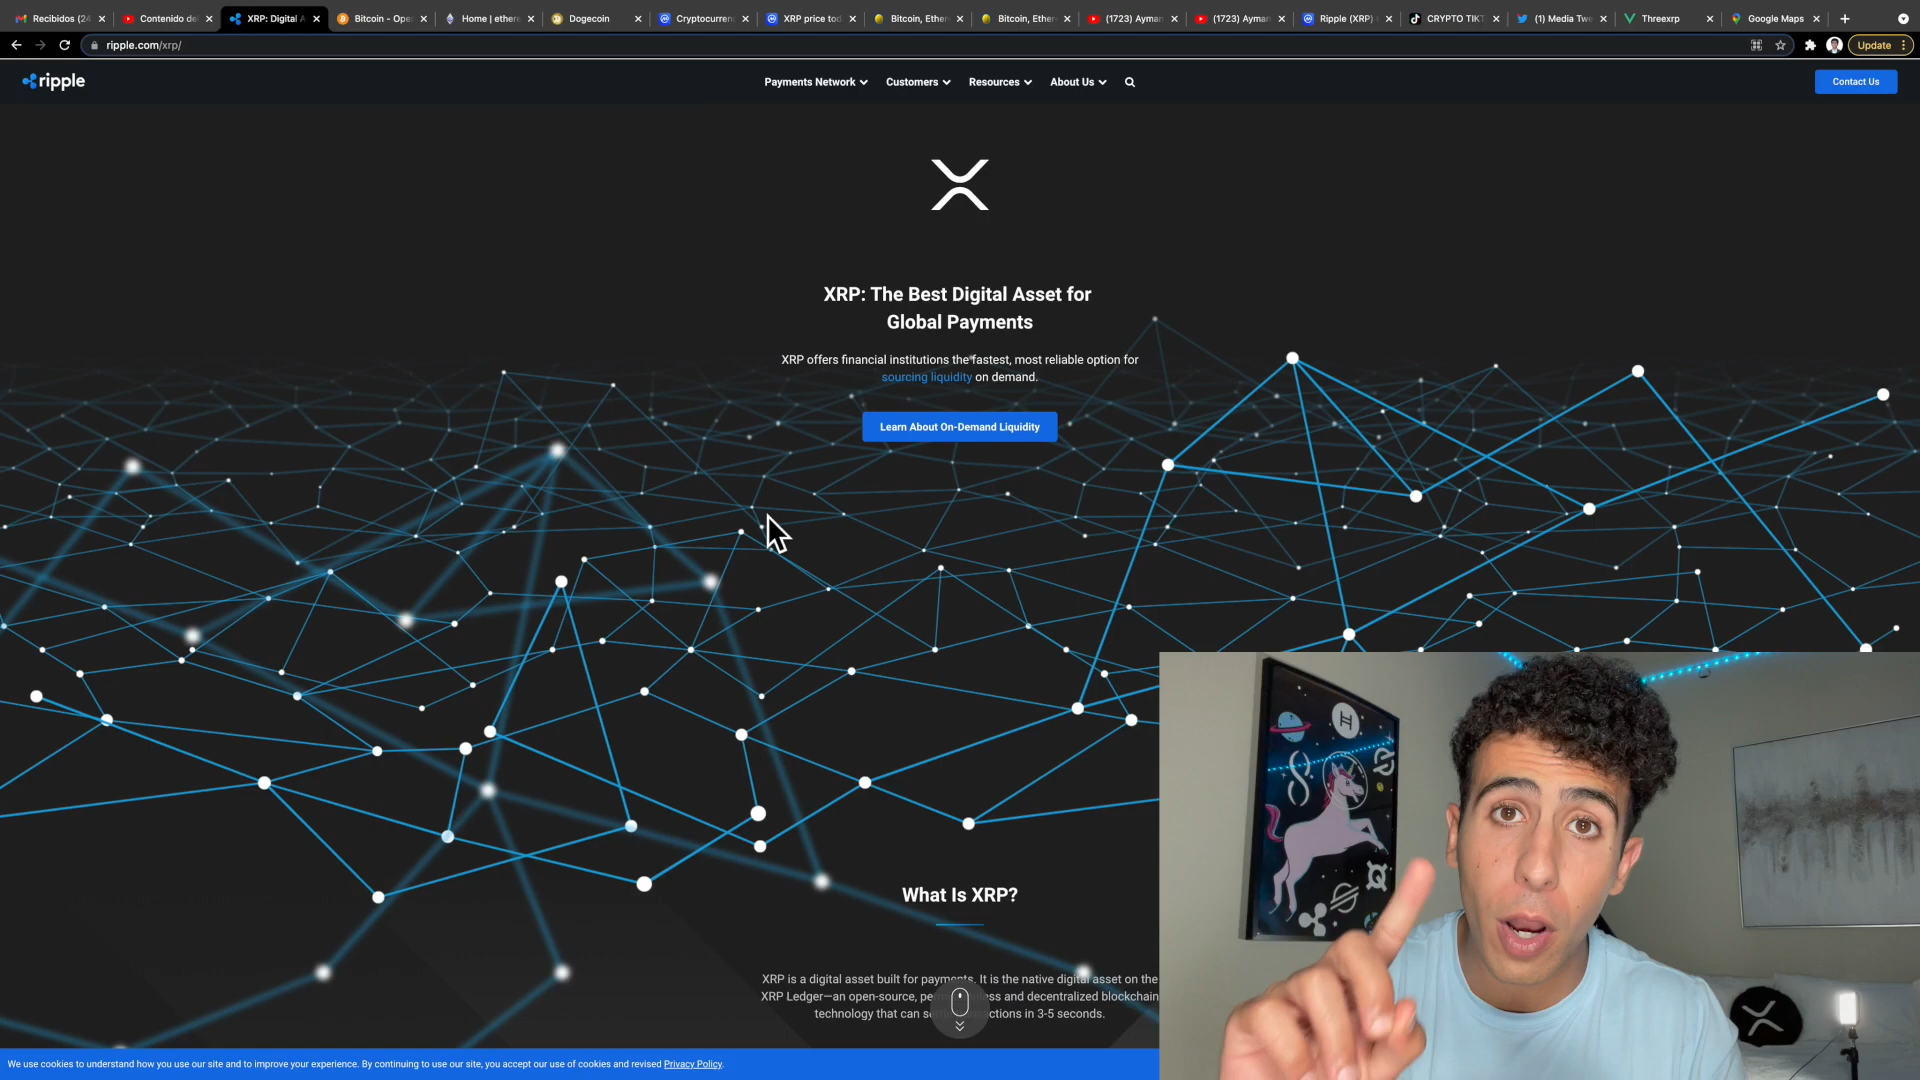 Recibidos (24
Contenido de
XRP: Digital A
Bitcoin - Ope
Home | ethere
Dogecoin
Cryptocurren
XRP price tod
Bitcoin, Ether
Bitcoin, Ether
(1723) Ayman
(1723) Ayman
Ripple (XRP)
CRYPTO TIKT
(1) Media Twe
Threexrp
Google Maps
ripple.com/xrp/
Update
ripple
Payments Network
Customers
Resources
About Us
Contact Us
XRP: The Best Digital Asset for
Global Payments
XRP offers financial institutions the fastest, most reliable option for
sourcing liquidity on demand.
Learn About On-Demand Liquidity
What Is XRP?
XRP is a digital asset built for payments. It is the native digital asset on the
XRP Ledger—an open-source, pe ess and decentralized blockchain
technology that can se actions in 3-5 seconds.
We use cookies to understand how you use our site and to improve your experience. By continuing to use our site, you accept our use of cookies and revised Privacy Policy.